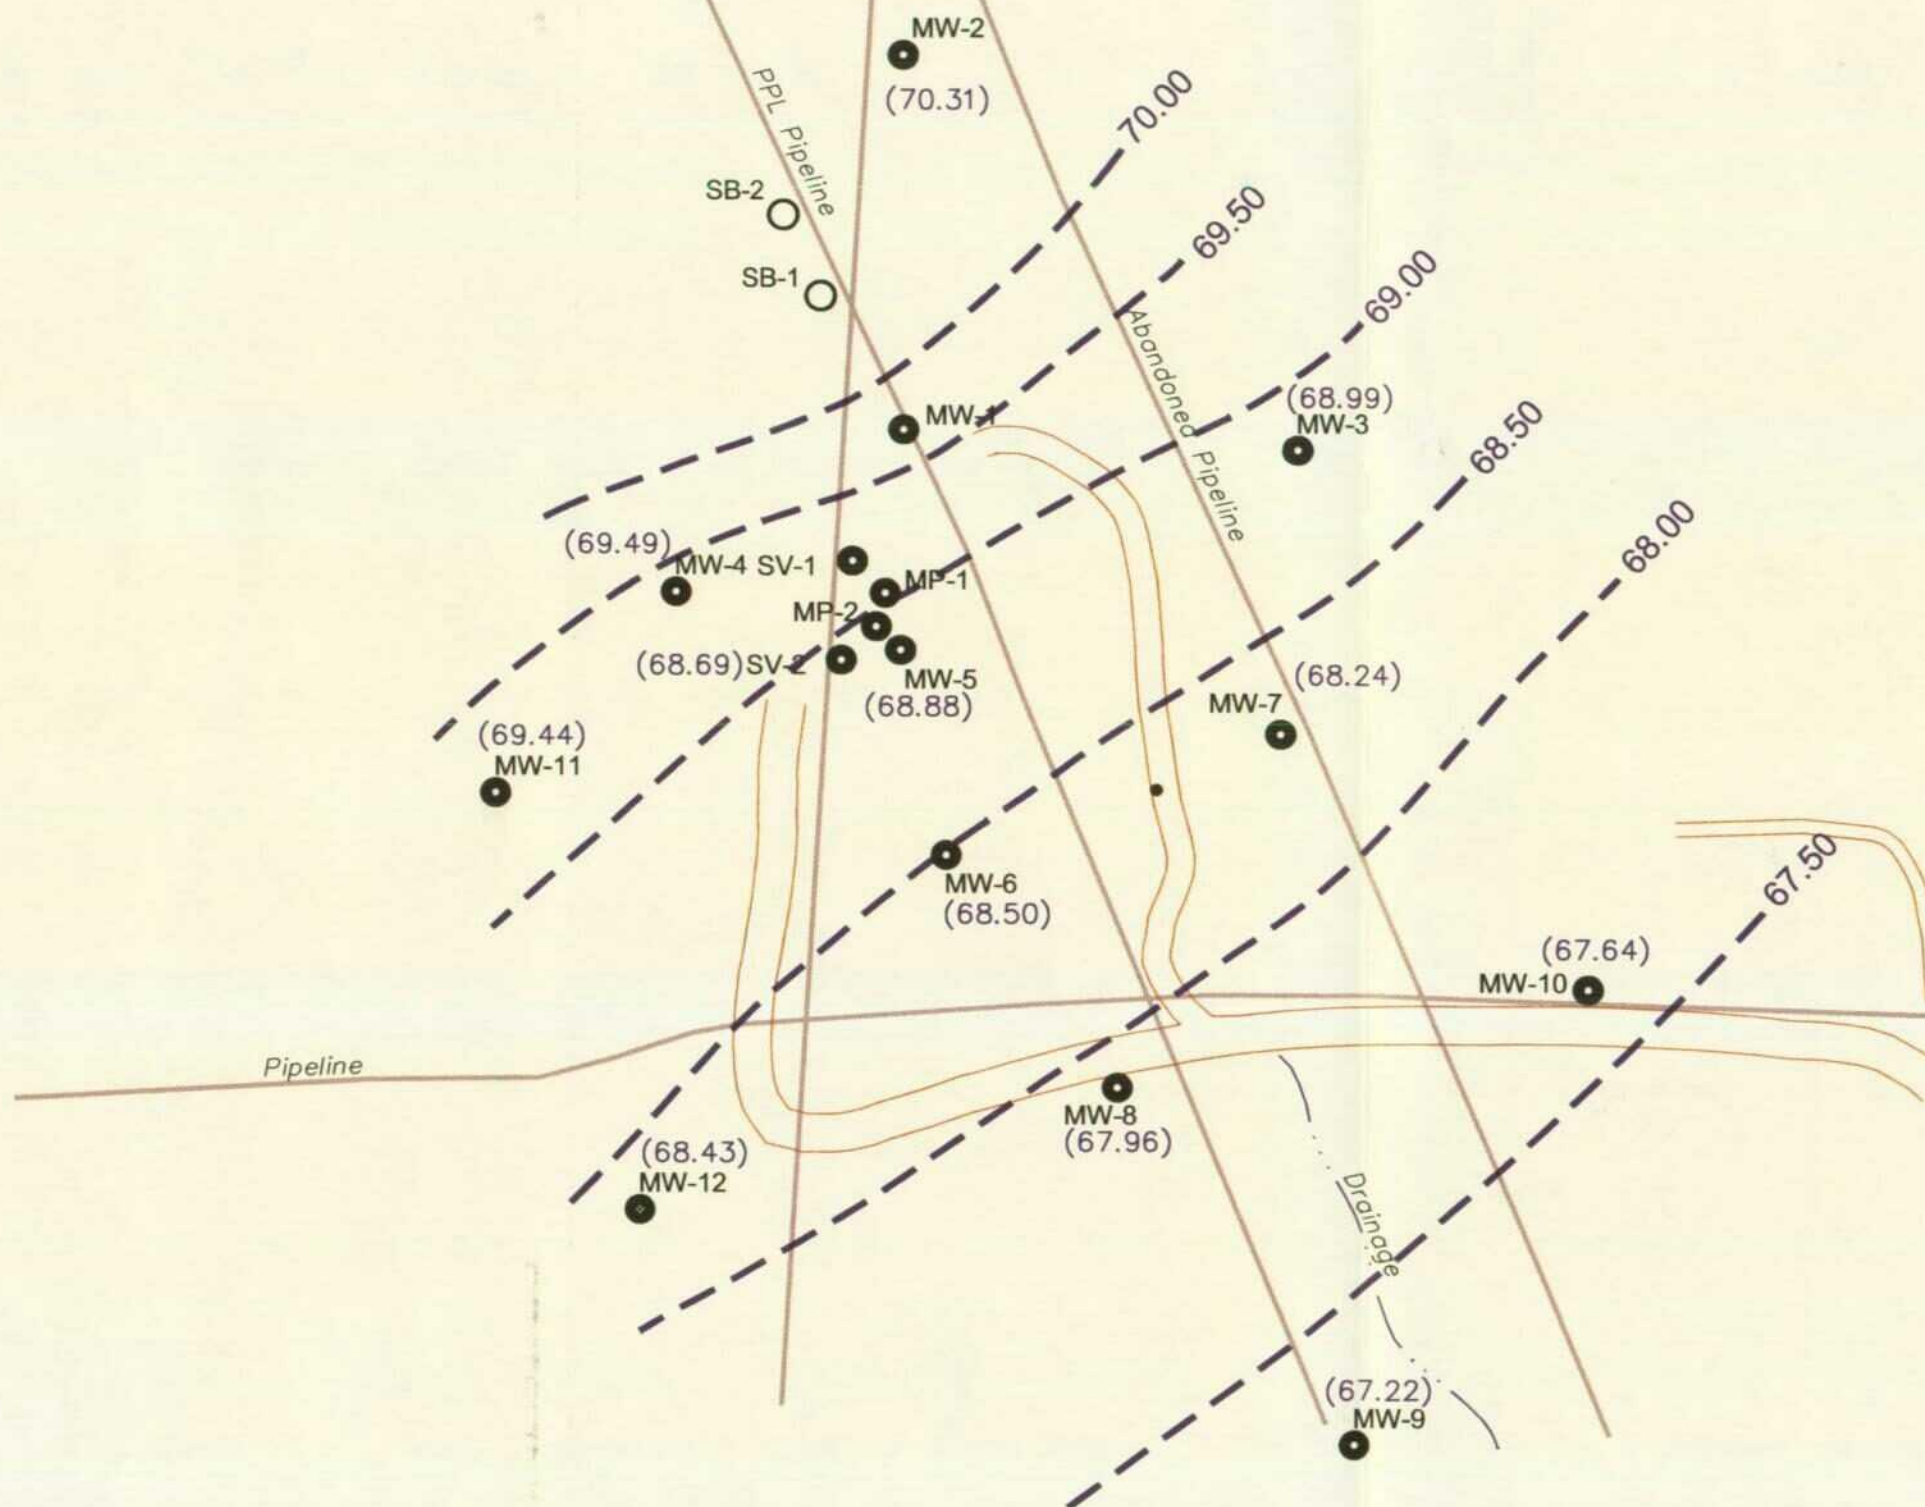 MW-2
(70.31)
PPL Pipeline
70.00
SB-2
69.50
SB-1
69.00
Abandoned Pipeline
(68.99)
MW-3
MW-1
68.50
68.00
(69.49)
MW-4
SV-1
MP-1
MP-2
(68.69)
SV-2
MW-5
(68.88)
(68.24)
MW-7
(69.44)
MW-11
MW-6
(68.50)
67.50
(67.64)
MW-10
Pipeline
MW-8
(67.96)
(68.43)
MW-12
Drainage
(67.22)
MW-9